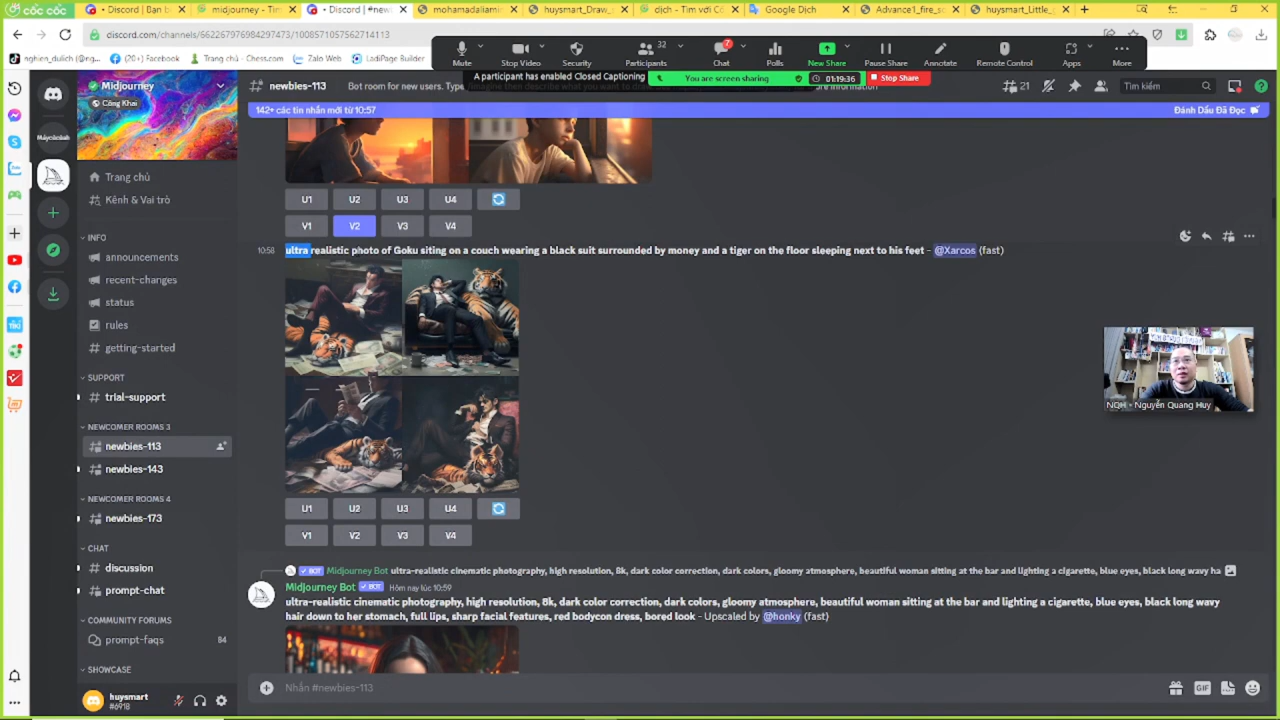 cốc cốc
Discord | Bạn b
midjourney - Tìm
Discord | #new
mohamadaliamin
huysmart_Draw_
dịch - Tìm với Cố
Google Dịch
Advance1_fire_sc
huysmart_Little_g
discord.com/channels/662267976984297473/1008571057562714113
nghien_dulich (@ng...
(20+) Facebook
Trang chủ - Chess.com
Zalo Web
LadiPage Builder
Mute
Stop Video
Security
Participants
32
Chat
7
Polls
New Share
Pause Share
Annotate
Remote Control
Apps
More
A participant has enabled Closed Captioning
You are screen sharing
01:19:36
Stop Share
Midjourney
Công Khai
newbies-113
Bot room for new users. Type
21
Tìm kiếm
142+ các tin nhắn mới từ 10:57
Đánh Dấu Đã Đọc
Trang chủ
Kênh & Vai trò
INFO
announcements
recent-changes
status
rules
getting-started
SUPPORT
trial-support
NEWCOMER ROOMS 3
newbies-113
newbies-143
NEWCOMER ROOMS 4
newbies-173
CHAT
discussion
prompt-chat
COMMUNITY FORUMS
prompt-faqs
84
SHOWCASE
huysmart
#6918
U1 U2 U3 U4
V1 V2 V3 V4
10:58 ultra realistic photo of Goku siting on a couch wearing a black suit surrounded by money and a tiger on the floor sleeping next to his feet - @Xarcos (fast)
U1 U2 U3 U4
V1 V2 V3 V4
BOT Midjourney Bot ultra-realistic cinematic photography, high resolution, 8k, dark color correction, dark colors, gloomy atmosphere, beautiful woman sitting at the bar and lighting a cigarette, blue eyes, black long wavy ha
Midjourney Bot BOT Hôm nay lúc 10:59
ultra-realistic cinematic photography, high resolution, 8k, dark color correction, dark colors, gloomy atmosphere, beautiful woman sitting at the bar and lighting a cigarette, blue eyes, black long wavy
hair down to her stomach, full lips, sharp facial features, red bodycon dress, bored look - Upscaled by @honky (fast)
Nhắn #newbies-113
GIF
NQH - Nguyễn Quang Huy